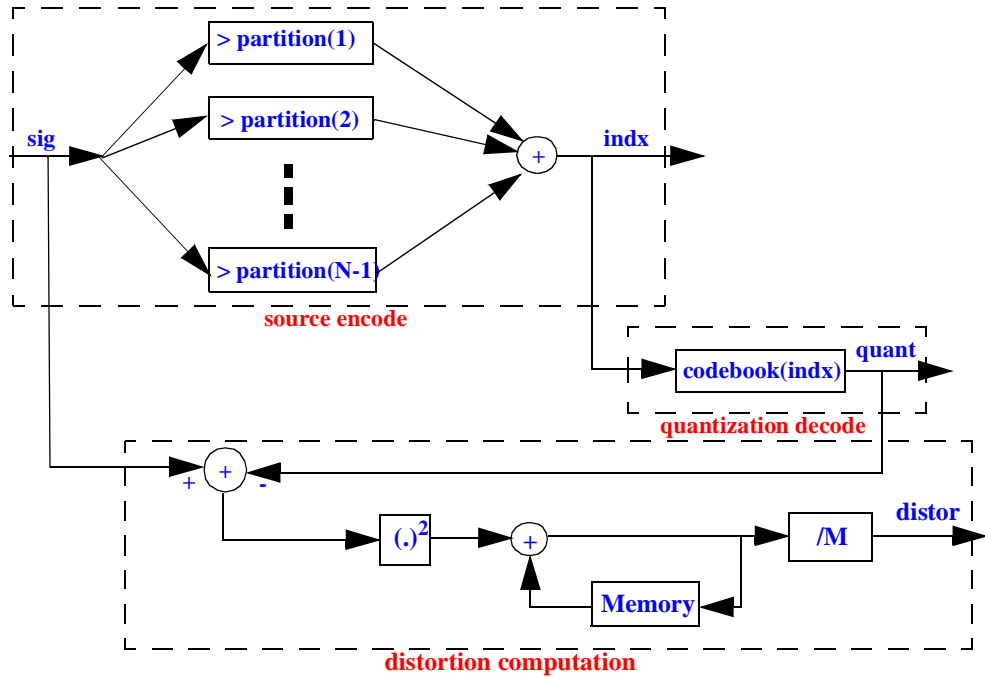 > partition(1)
> partition(2)
sig
+
indx
> partition(N-1)
source encode
quant
codebook(indx)
quantization decode
+
+
-
distor
(.)²
+
/M
Memory
distortion computation